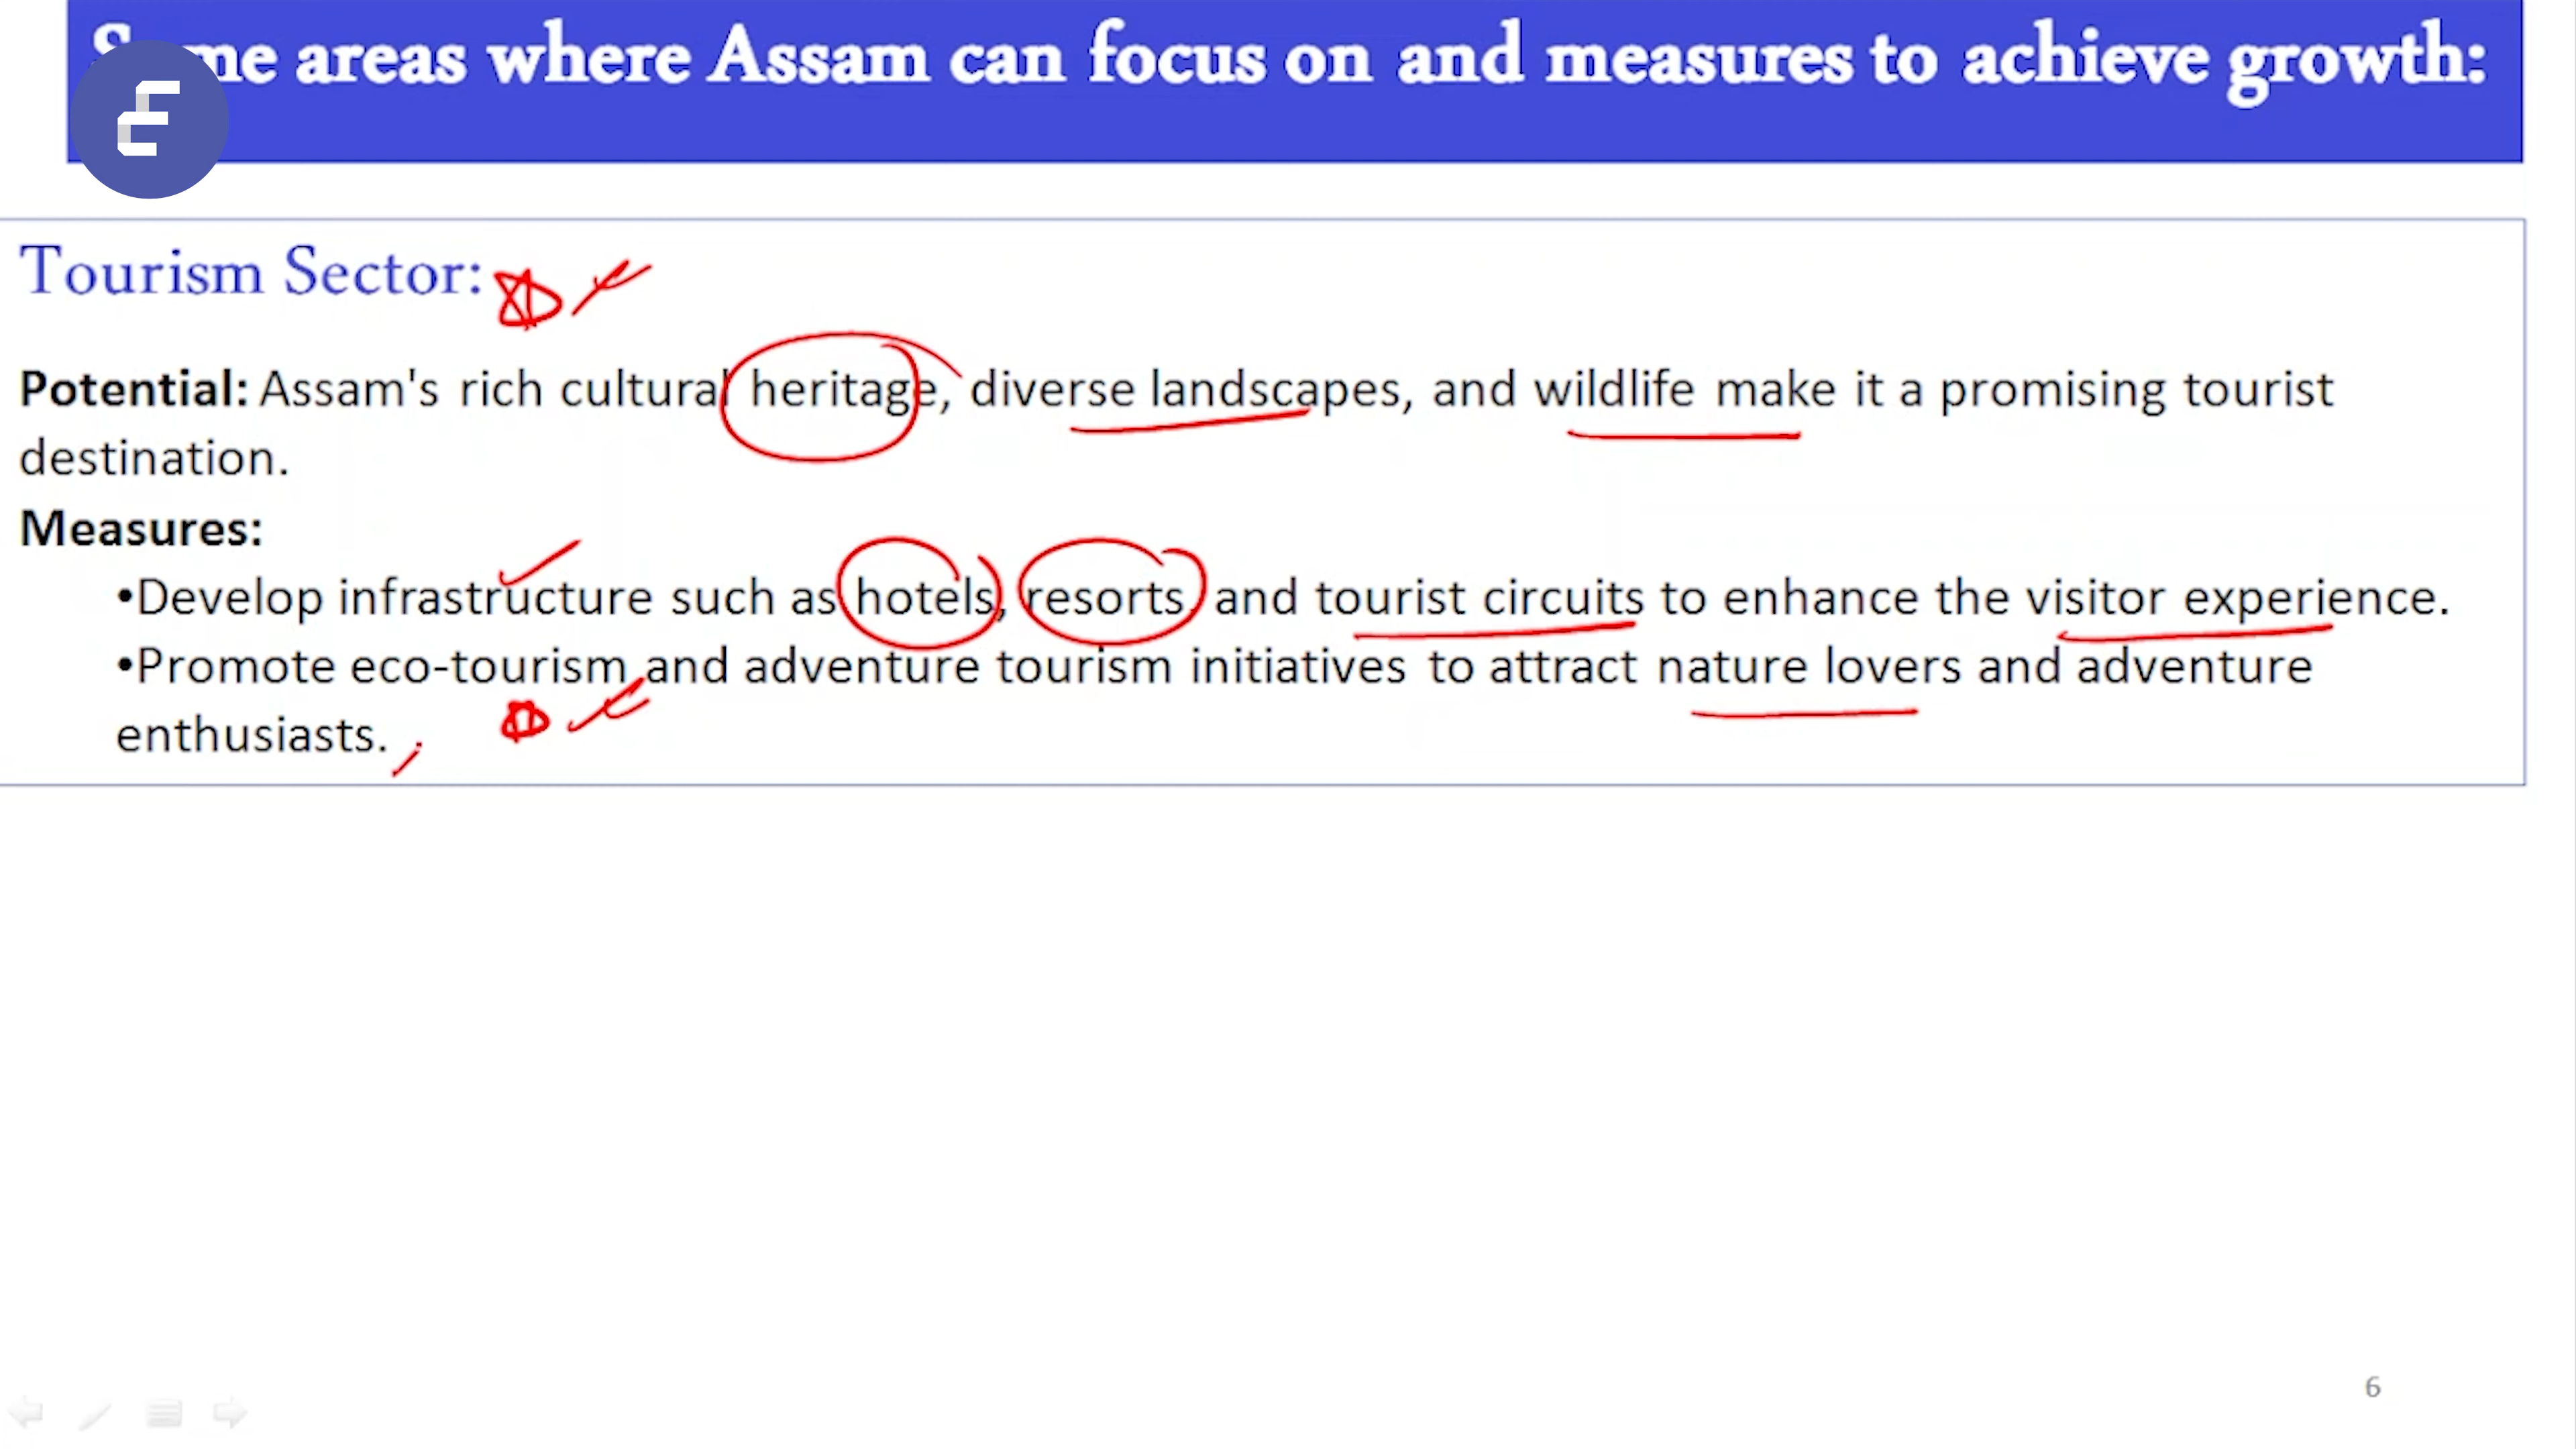 Some areas where Assam can focus on and measures to achieve growth:
Tourism Sector:
Potential: Assam's rich cultural heritage, diverse landscapes, and wildlife make it a promising tourist
destination.
Measures:
•Develop infrastructure such as hotels, resorts, and tourist circuits to enhance the visitor experience.
•Promote eco-tourism and adventure tourism initiatives to attract nature lovers and adventure
enthusiasts.
6